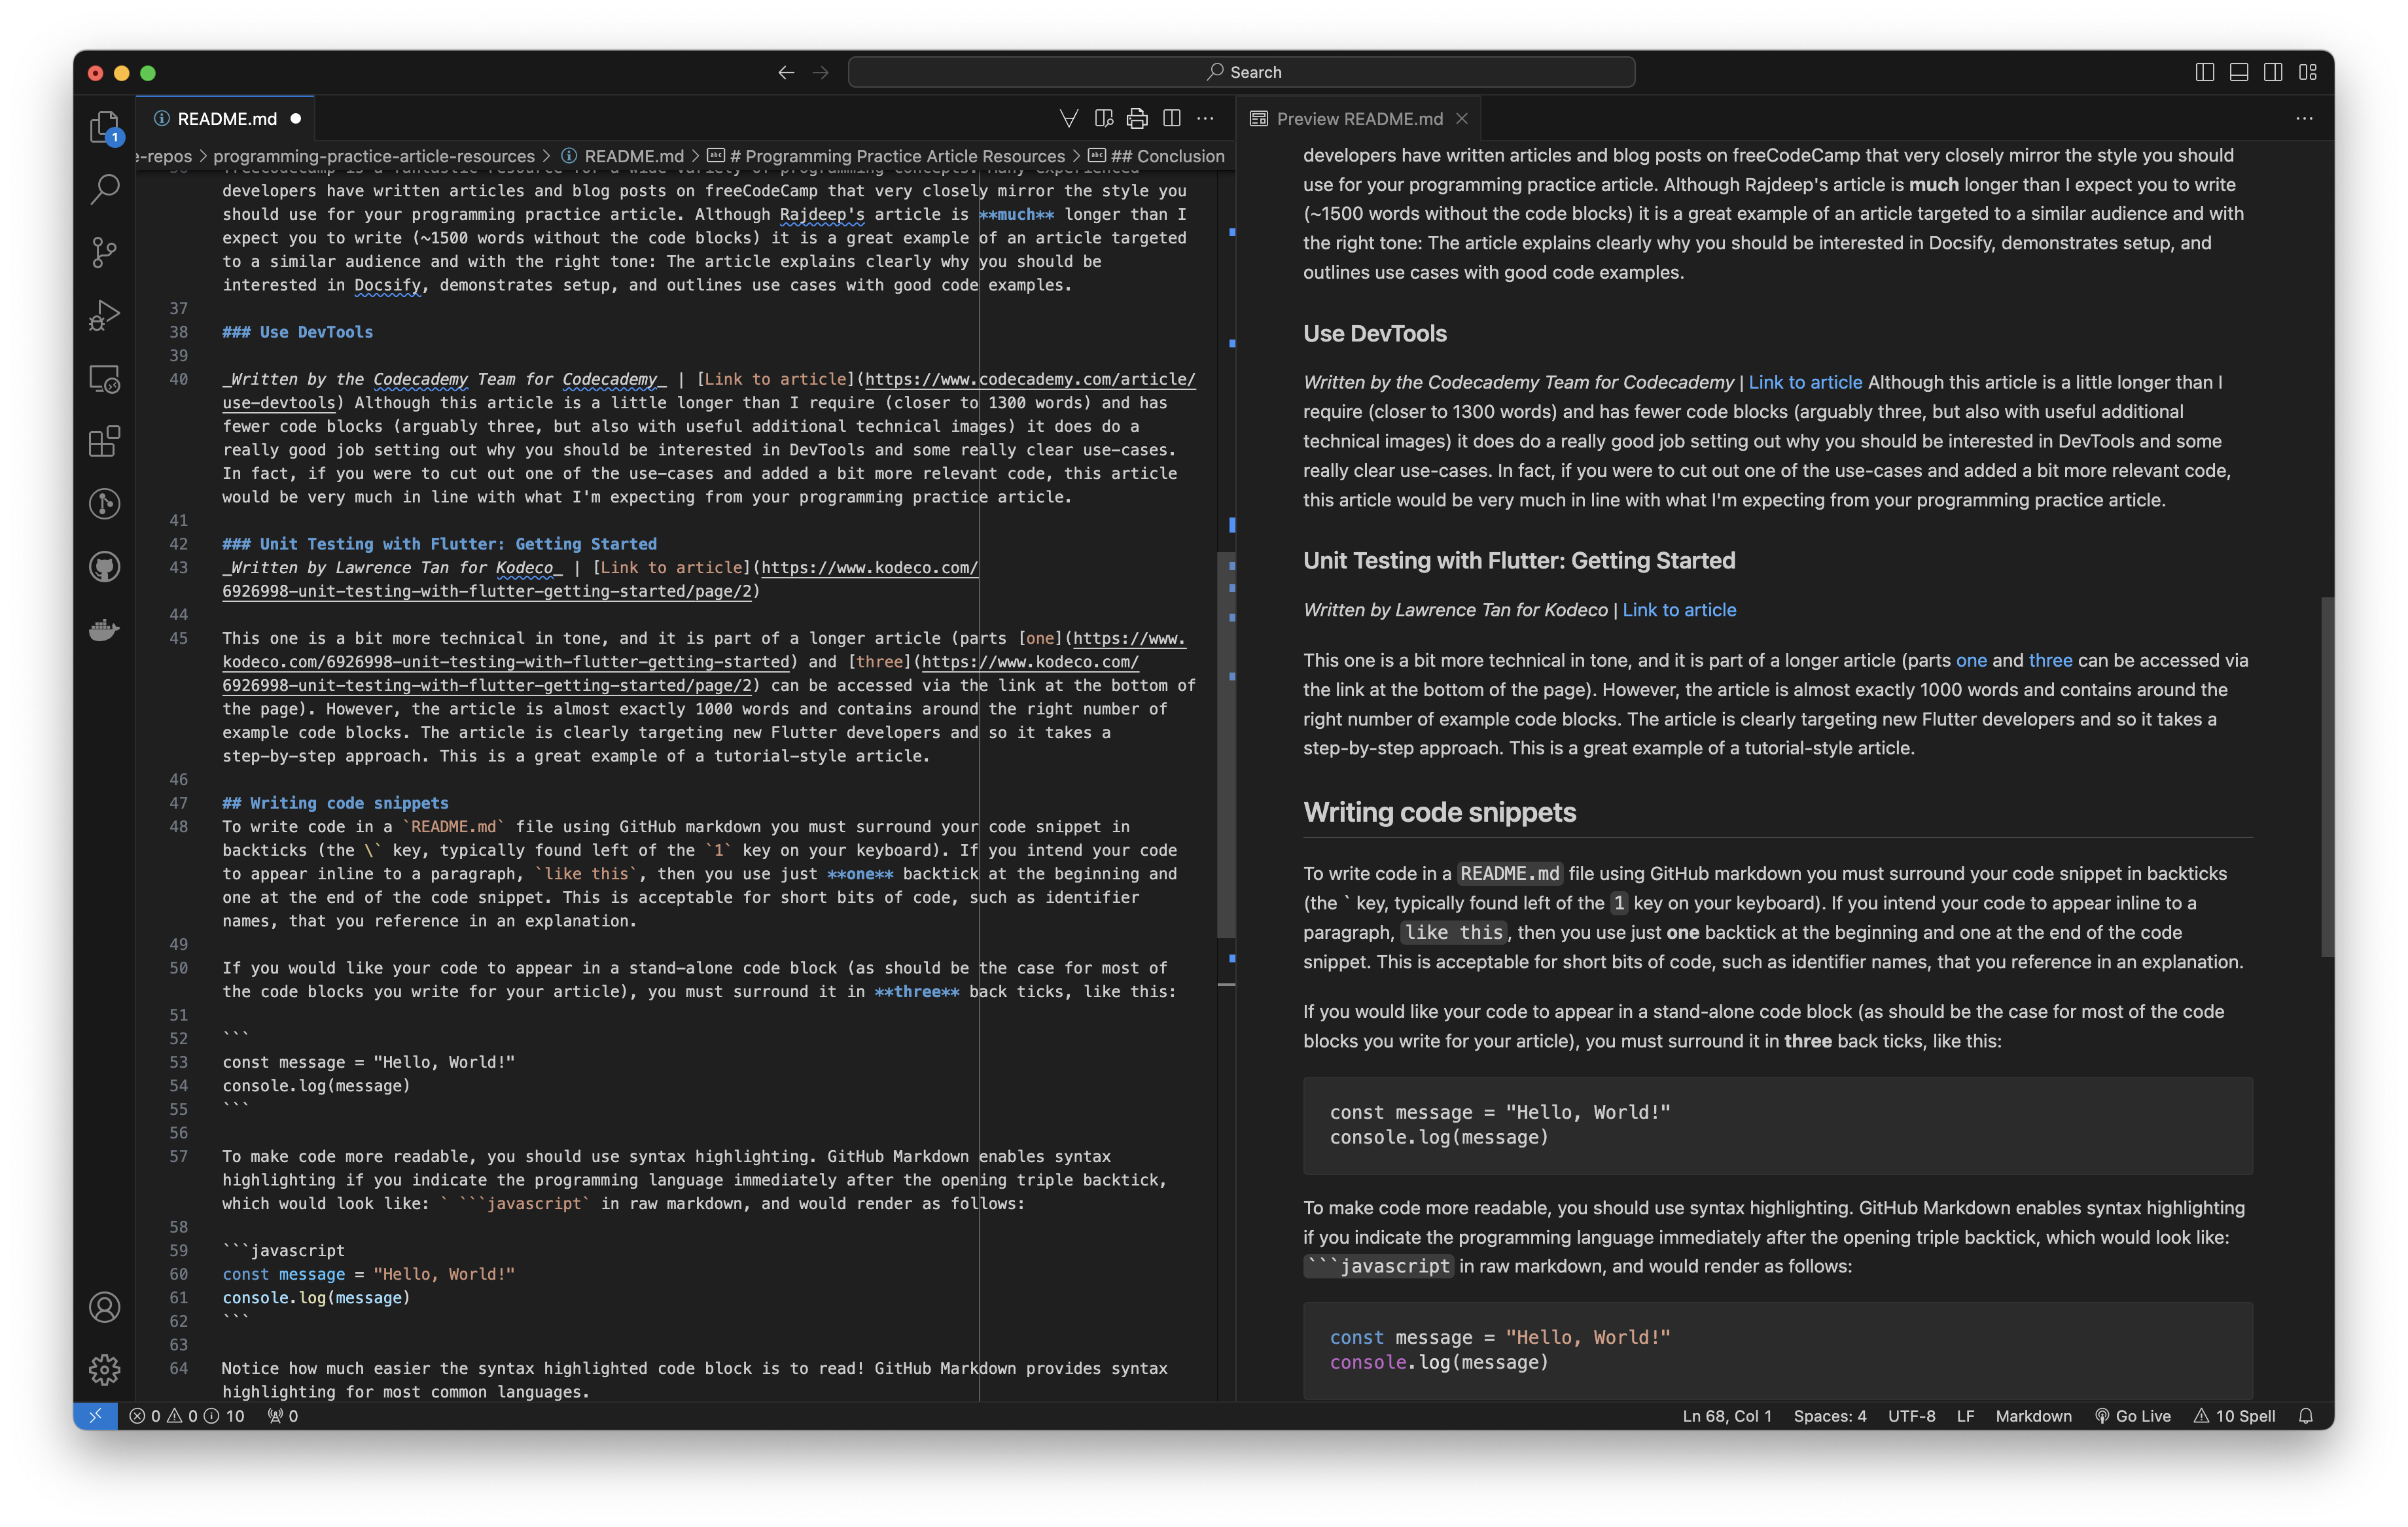 Search
README.md
Preview README.md
1
e-repos > programming-practice-article-resources > README.md > # Programming Practice Article Resources > ## Conclusion
freeCodeCamp is a fantastic resource for a wide variety of programming concepts. Many experienced
developers have written articles and blog posts on freeCodeCamp that very closely mirror the style you
should use for your programming practice article. Although Rajdeep's article is **much** longer than I
expect you to write (~1500 words without the code blocks) it is a great example of an article targeted
to a similar audience and with the right tone: The article explains clearly why you should be
interested in Docsify, demonstrates setup, and outlines use cases with good code examples.
37
38 ### Use DevTools
39
40 _Written by the Codecademy Team for Codecademy_ | [Link to article](https://www.codecademy.com/article/
use-devtools) Although this article is a little longer than I require (closer to 1300 words) and has
fewer code blocks (arguably three, but also with useful additional technical images) it does do a
really good job setting out why you should be interested in DevTools and some really clear use-cases.
In fact, if you were to cut out one of the use-cases and added a bit more relevant code, this article
would be very much in line with what I'm expecting from your programming practice article.
41
42 ### Unit Testing with Flutter: Getting Started
43 _Written by Lawrence Tan for Kodeco_ | [Link to article](https://www.kodeco.com/
6926998-unit-testing-with-flutter-getting-started/page/2)
44
45 This one is a bit more technical in tone, and it is part of a longer article (parts [one](https://www.
kodeco.com/6926998-unit-testing-with-flutter-getting-started) and [three](https://www.kodeco.com/
6926998-unit-testing-with-flutter-getting-started/page/2) can be accessed via the link at the bottom of
the page). However, the article is almost exactly 1000 words and contains around the right number of
example code blocks. The article is clearly targeting new Flutter developers and so it takes a
step-by-step approach. This is a great example of a tutorial-style article.
46
47 ## Writing code snippets
48 To write code in a `README.md` file using GitHub markdown you must surround your code snippet in
backticks (the \` key, typically found left of the `1` key on your keyboard). If you intend your code
to appear inline to a paragraph, `like this`, then you use just **one** backtick at the beginning and
one at the end of the code snippet. This is acceptable for short bits of code, such as identifier
names, that you reference in an explanation.
49
50 If you would like your code to appear in a stand-alone code block (as should be the case for most of
the code blocks you write for your article), you must surround it in **three** back ticks, like this:
51
52 ```
53 const message = "Hello, World!"
54 console.log(message)
55 ```
56
57 To make code more readable, you should use syntax highlighting. GitHub Markdown enables syntax
highlighting if you indicate the programming language immediately after the opening triple backtick,
which would look like: ` ```javascript` in raw markdown, and would render as follows:
58
59 ```javascript
60 const message = "Hello, World!"
61 console.log(message)
62 ```
63
64 Notice how much easier the syntax highlighted code block is to read! GitHub Markdown provides syntax
highlighting for most common languages.
developers have written articles and blog posts on freeCodeCamp that very closely mirror the style you should
use for your programming practice article. Although Rajdeep's article is much longer than I expect you to write
(~1500 words without the code blocks) it is a great example of an article targeted to a similar audience and with
the right tone: The article explains clearly why you should be interested in Docsify, demonstrates setup, and
outlines use cases with good code examples.
Use DevTools
Written by the Codecademy Team for Codecademy | Link to article Although this article is a little longer than I
require (closer to 1300 words) and has fewer code blocks (arguably three, but also with useful additional
technical images) it does do a really good job setting out why you should be interested in DevTools and some
really clear use-cases. In fact, if you were to cut out one of the use-cases and added a bit more relevant code,
this article would be very much in line with what I'm expecting from your programming practice article.
Unit Testing with Flutter: Getting Started
Written by Lawrence Tan for Kodeco | Link to article
This one is a bit more technical in tone, and it is part of a longer article (parts one and three can be accessed via
the link at the bottom of the page). However, the article is almost exactly 1000 words and contains around the
right number of example code blocks. The article is clearly targeting new Flutter developers and so it takes a
step-by-step approach. This is a great example of a tutorial-style article.
Writing code snippets
To write code in a README.md file using GitHub markdown you must surround your code snippet in backticks
(the ` key, typically found left of the 1 key on your keyboard). If you intend your code to appear inline to a
paragraph, like this, then you use just one backtick at the beginning and one at the end of the code
snippet. This is acceptable for short bits of code, such as identifier names, that you reference in an explanation.
If you would like your code to appear in a stand-alone code block (as should be the case for most of the code
blocks you write for your article), you must surround it in three back ticks, like this:
const message = "Hello, World!"
console.log(message)
To make code more readable, you should use syntax highlighting. GitHub Markdown enables syntax highlighting
if you indicate the programming language immediately after the opening triple backtick, which would look like:
```javascript in raw markdown, and would render as follows:
const message = "Hello, World!"
console.log(message)
0 0 10 0
Ln 68, Col 1 Spaces: 4 UTF-8 LF Markdown Go Live 10 Spell